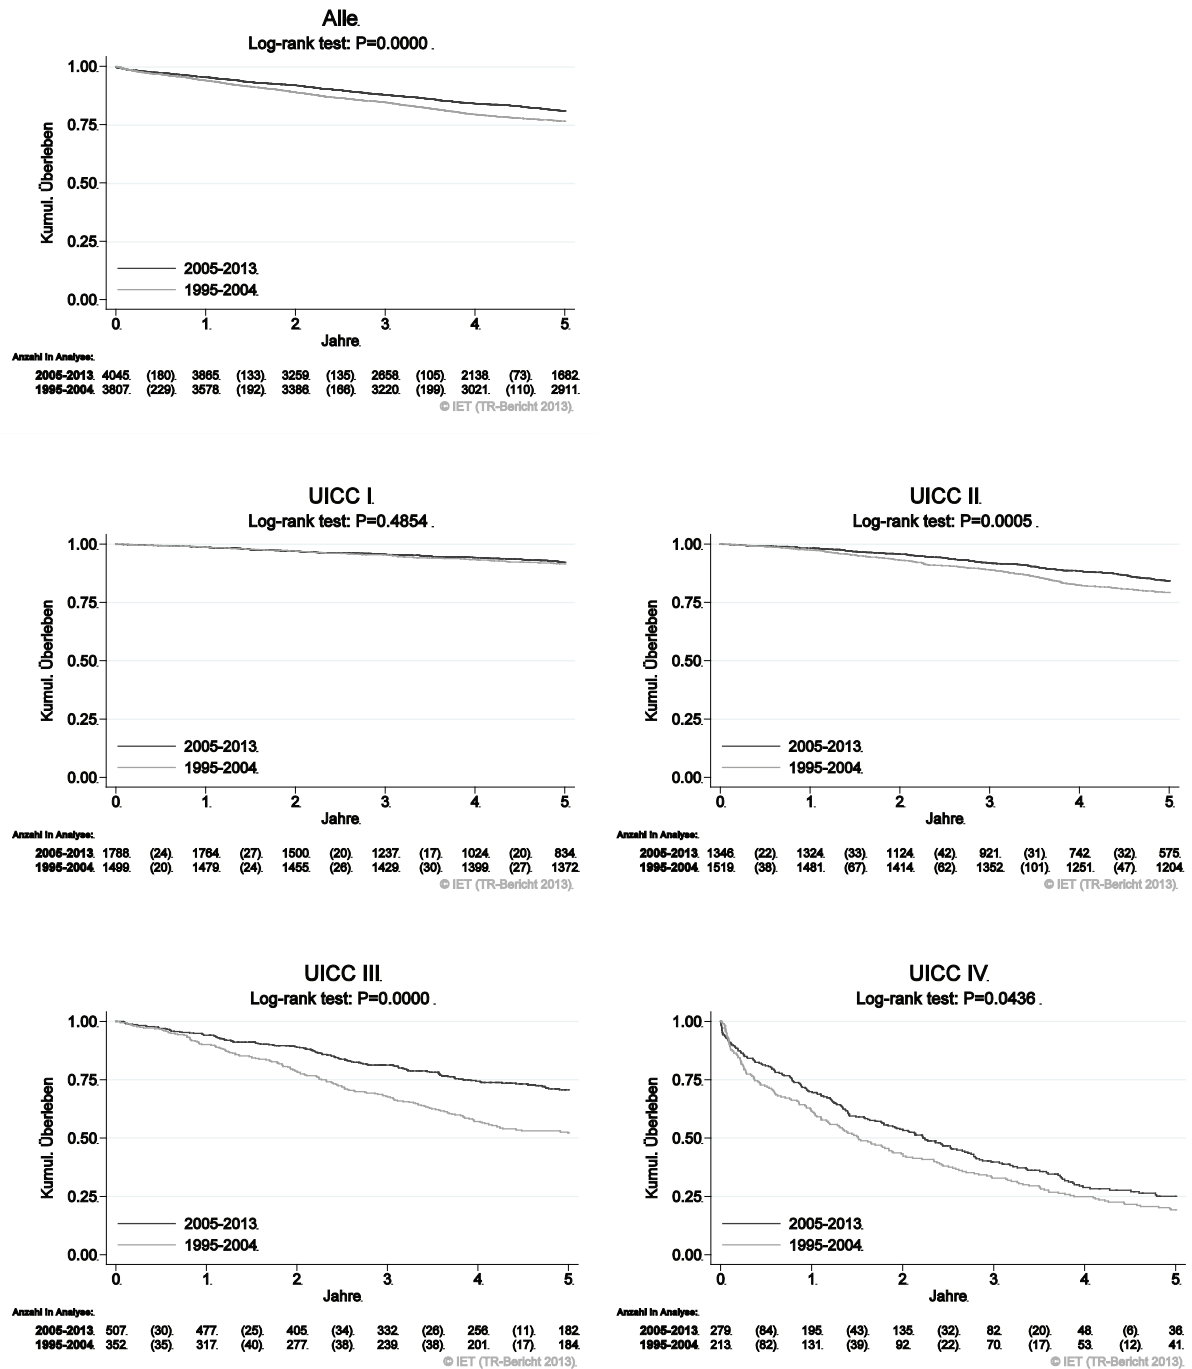 Alle.
Log-rank test: P=0.0000 .
1.00
0.75
0.50
0.25
0.00
Kumul. Überleben
2005-2013.
1995-2004.
0. 1. 2. 3. 4. 5.
Jahre.
Anzahl in Analyse:.
2005-2013. 4045. (180). 3865. (133). 3259. (135). 2658. (105). 2138. (73). 1682.
1995-2004. 3807. (229). 3578. (192). 3386. (166). 3220. (199). 3021. (110). 2911.
© IET (TR-Bericht 2013).
UICC I.
Log-rank test: P=0.4854 .
1.00
0.75
0.50
0.25
0.00
Kumul. Überleben
2005-2013.
1995-2004.
0. 1. 2. 3. 4. 5.
Jahre.
Anzahl in Analyse:.
2005-2013. 1788. (24). 1764. (27). 1500. (20). 1237. (17). 1024. (20). 834.
1995-2004. 1499. (20). 1479. (24). 1455. (26). 1429. (30). 1399. (27). 1372.
© IET (TR-Bericht 2013).
UICC II.
Log-rank test: P=0.0005 .
1.00
0.75
0.50
0.25
0.00
Kumul. Überleben
2005-2013.
1995-2004.
0. 1. 2. 3. 4. 5.
Jahre.
Anzahl in Analyse:.
2005-2013. 1346. (22). 1324. (33). 1124. (42). 921. (31). 742. (32). 575.
1995-2004. 1519. (38). 1481. (67). 1414. (62). 1352. (101). 1251. (47). 1204.
© IET (TR-Bericht 2013).
UICC III.
Log-rank test: P=0.0000 .
1.00
0.75
0.50
0.25
0.00
Kumul. Überleben
2005-2013.
1995-2004.
0. 1. 2. 3. 4. 5.
Jahre.
Anzahl in Analyse:.
2005-2013. 507. (30). 477. (25). 405. (34). 332. (26). 256. (11). 182.
1995-2004. 352. (35). 317. (40). 277. (38). 239. (38). 201. (17). 184.
© IET (TR-Bericht 2013).
UICC IV.
Log-rank test: P=0.0436 .
1.00
0.75
0.50
0.25
0.00
Kumul. Überleben
2005-2013.
1995-2004.
0. 1. 2. 3. 4. 5.
Jahre.
Anzahl in Analyse:.
2005-2013. 279. (84). 195. (43). 135. (32). 82. (20). 48. (6). 36.
1995-2004. 213. (82). 131. (39). 92. (22). 70. (17). 53. (12). 41.
© IET (TR-Bericht 2013).